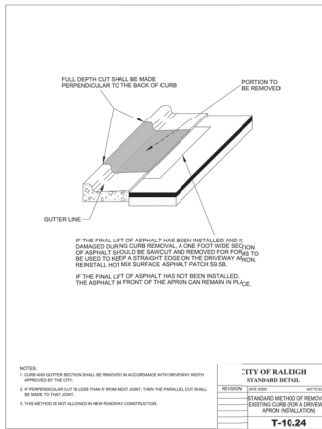 FULL DEPTH CUT SHALL BE MADE
PERPENDICULAR TO THE BACK OF CURB
PORTION TO
BE REMOVED
GUTTER LINE
IF THE FINAL LIFT OF ASPHALT HAS BEEN INSTALLED AND IS
DAMAGED DURING CURB REMOVAL, A ONE FOOT WIDE SECTION
OF ASPHALT SHOULD BE SAWCUT AND REMOVED FOR FORMS TO
BE USED TO KEEP A STRAIGHT EDGE ON THE DRIVEWAY APRON.
REINSTALL HOT MIX SURFACE ASPHALT PATCH S9.5B.
IF THE FINAL LIFT OF ASPHALT HAS NOT BEEN INSTALLED,
THE ASPHALT IN FRONT OF THE APRON CAN REMAIN IN PLACE.
NOTES:
1. CURB AND GUTTER SECTION SHALL BE REMOVED IN ACCORDANCE WITH DRIVEWAY WIDTH
APPROVED BY THE CITY.
2. IF PERPENDICULAR CUT IS LESS THAN 5' FROM NEXT JOINT, THEN THE PARALLEL CUT SHALL
BE MADE TO THAT JOINT.
3. THIS METHOD IS NOT ALLOWED IN NEW ROADWAY CONSTRUCTION.
CITY OF RALEIGH
STANDARD DETAIL
REVISION
DATE
NOT TO
STANDARD METHOD OF REMOV
EXISTING CURB (FOR A DRIVEW
APRON INSTALLATION)
T-10.24